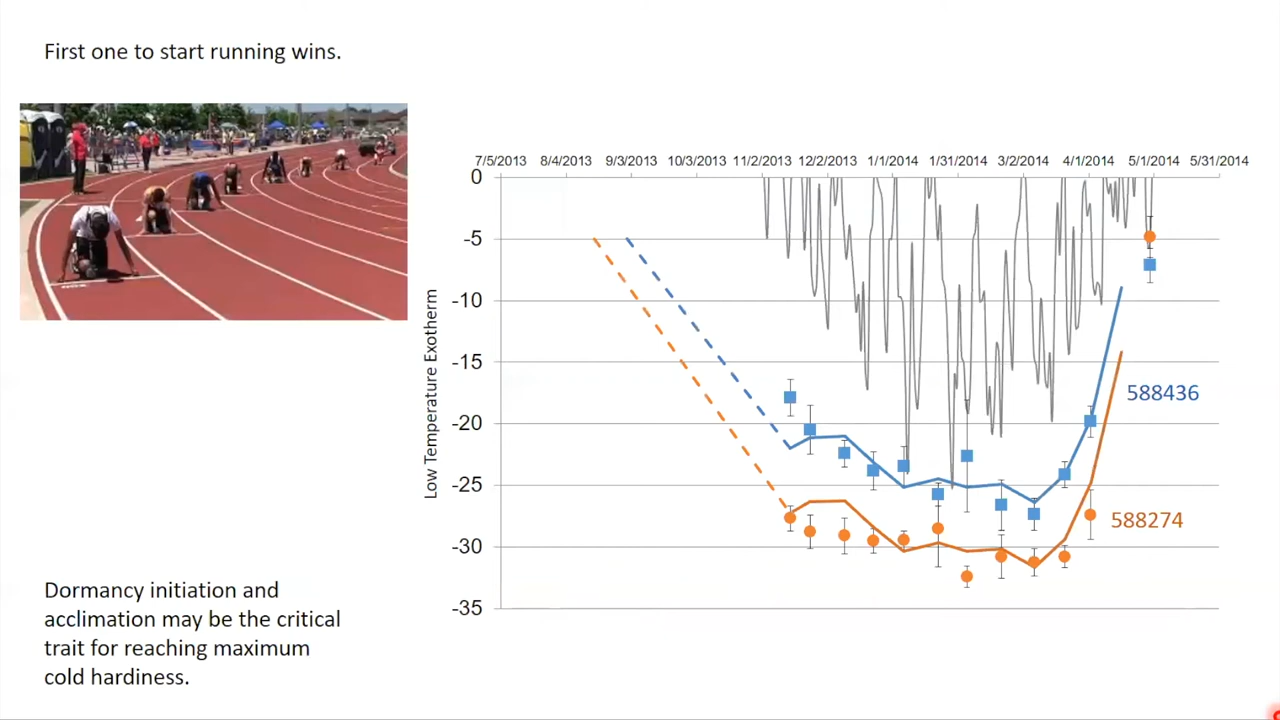 First one to start running wins.
7/5/2013 8/4/2013 9/3/2013 10/3/2013 11/2/2013 12/2/2013 1/1/2014 1/31/2014 3/2/2014 4/1/2014 5/1/2014 5/31/2014
0
-5
-10
-15
-20
-25
-30
-35
Low Temperature Exotherm
588436
588274
Dormancy initiation and
acclimation may be the critical
trait for reaching maximum
cold hardiness.